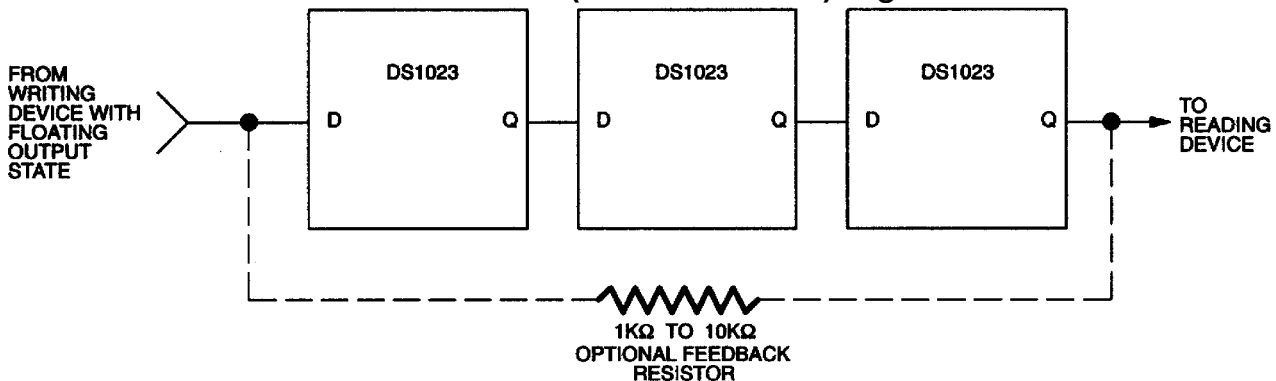 FROM
WRITING
DEVICE WITH
FLOATING
OUTPUT
STATE
DS1023
D
Q
DS1023
D
Q
DS1023
D
Q
TO
READING
DEVICE
1KΩ TO 10KΩ
OPTIONAL FEEDBACK
RESISTOR